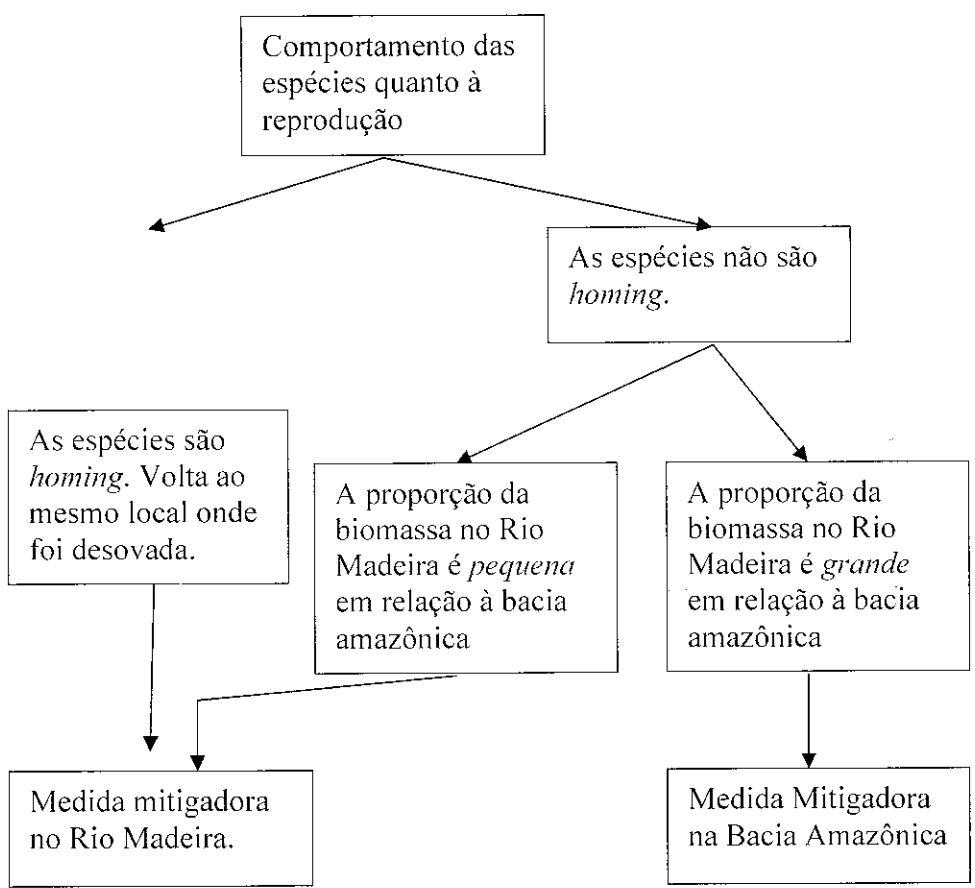 Comportamento das
espécies quanto à
reprodução
As espécies não são
homing.
As espécies são
homing. Volta ao
mesmo local onde
foi desovada.
A proporção da
biomassa no Rio
Madeira é pequena
em relação à bacia
amazônica
A proporção da
biomassa no Rio
Madeira é grande
em relação à bacia
amazônica
Medida mitigadora
no Rio Madeira.
Medida Mitigadora
na Bacia Amazônica